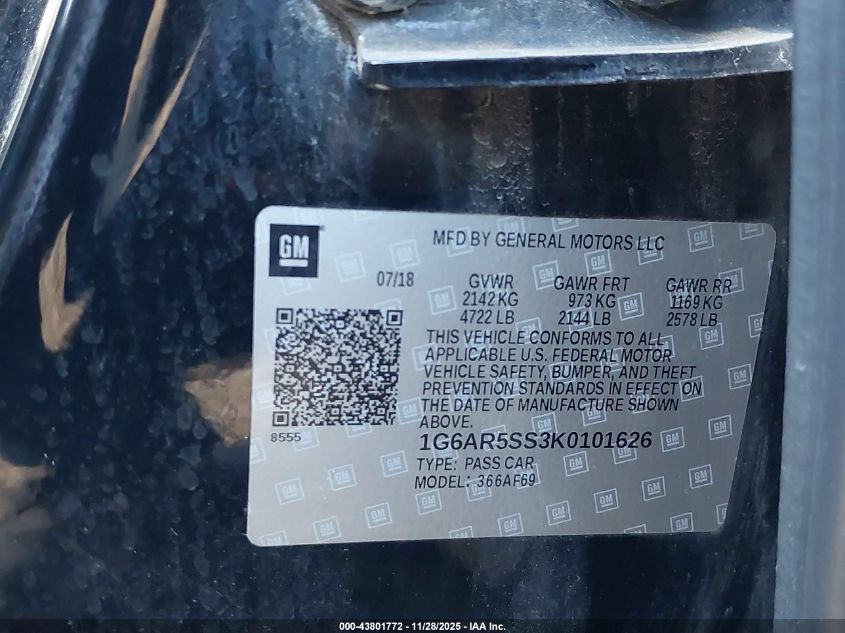 GM
MFD BY GENERAL MOTORS LLC
07/18
GVWR GAWR FRT GAWR RR
2142 KG 973 KG 1169 KG
4722 LB 2144 LB 2578 LB
THIS VEHICLE CONFORMS TO ALL
APPLICABLE U.S. FEDERAL MOTOR
VEHICLE SAFETY, BUMPER, AND THEFT
PREVENTION STANDARDS IN EFFECT ON
THE DATE OF MANUFACTURE SHOWN
ABOVE.
8555
1G6AR5SS3K0101626
TYPE: PASS CAR
MODEL: 366AF69
000-43801772 - 11/28/2025 - IAA Inc.